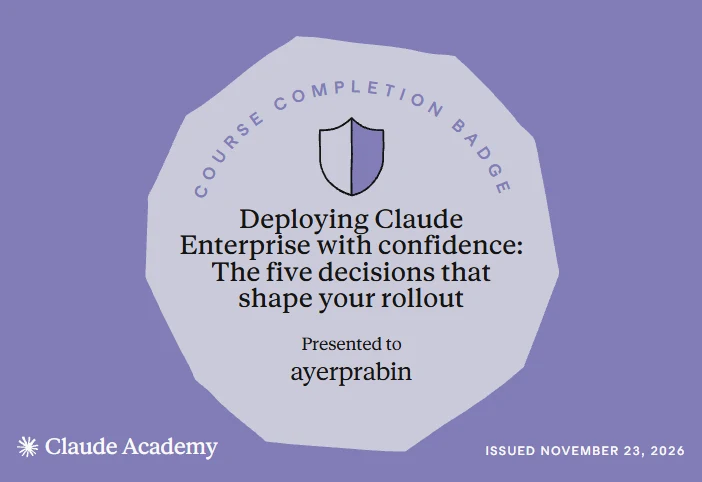 COURSE COMPLETION BADGE
Deploying Claude
Enterprise with confidence:
The five decisions that
shape your rollout
Presented to
ayerprabin
Claude Academy
ISSUED NOVEMBER 23, 2026